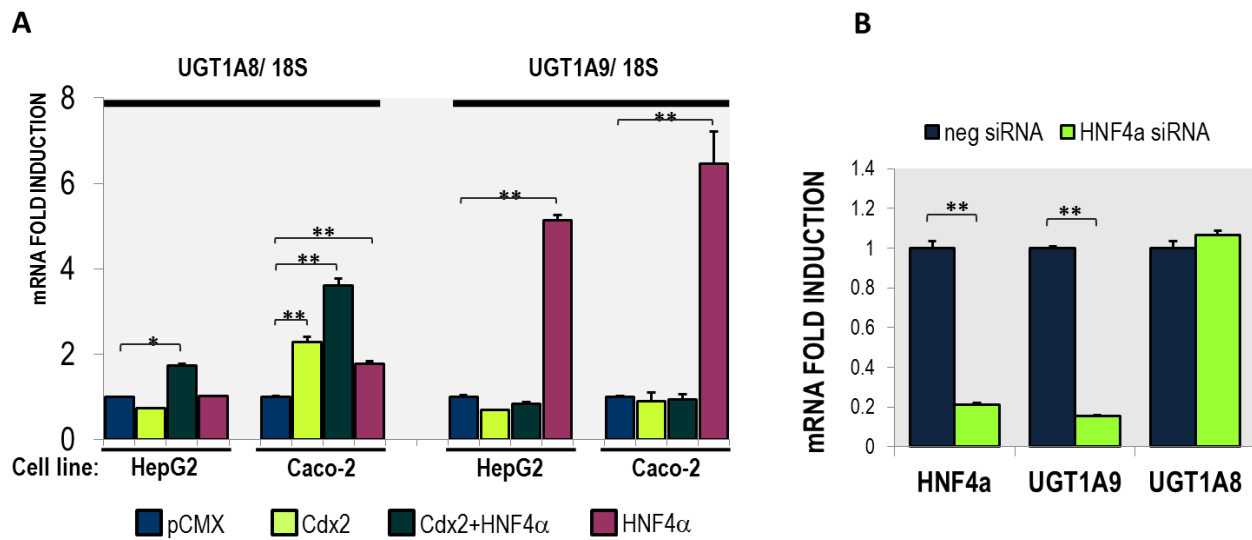 A
UGT1A8/ 18S
UGT1A9/ 18S
mRNA FOLD INDUCTION
8
6
4
2
0
*
**
**
**
**
**
Cell line:
HepG2
Caco-2
HepG2
Caco-2
pCMX
Cdx2
Cdx2+HNF4α
HNF4α
B
neg siRNA
HNF4a siRNA
mRNA FOLD INDUCTION
1.4
1.2
1
0.8
0.6
0.4
0.2
0
**
**
HNF4a
UGT1A9
UGT1A8